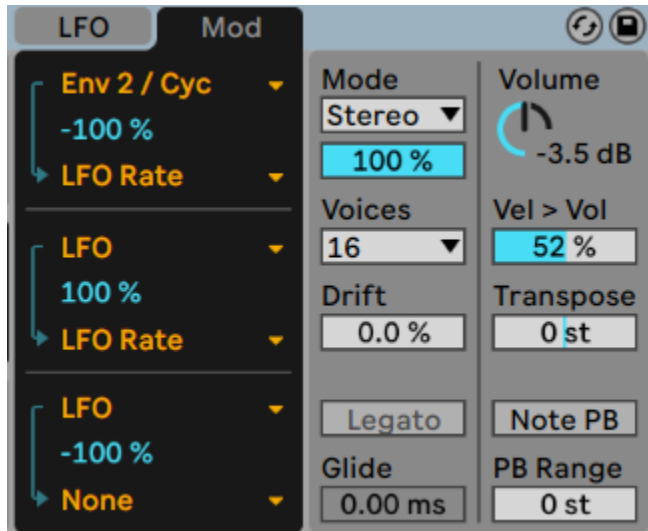 LFO
Mod
Env 2 / Cyc
-100 %
LFO Rate
LFO
100 %
LFO Rate
LFO
-100 %
None
Mode
Stereo
100 %
Voices
16
Drift
0.0 %
Legato
Glide
0.00 ms
Volume
-3.5 dB
Vel > Vol
52 %
Transpose
0 st
Note PB
PB Range
0 st